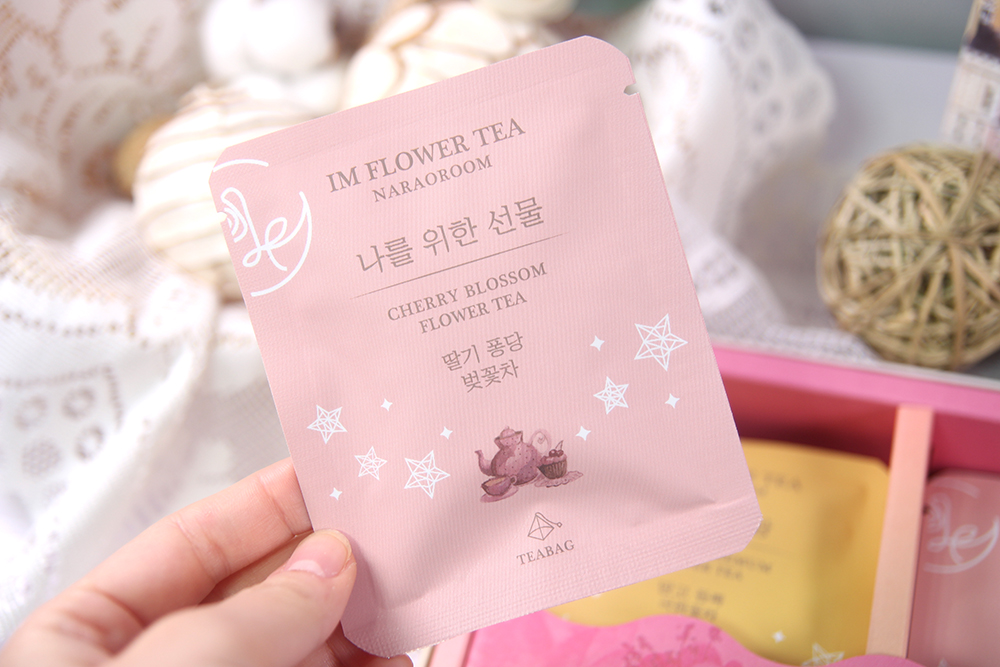 IM FLOWER TEA
NARAOROOM
나를 위한 선물
CHERRY BLOSSOM
FLOWER TEA
딸기 퐁당
벚꽃차
TEABAG